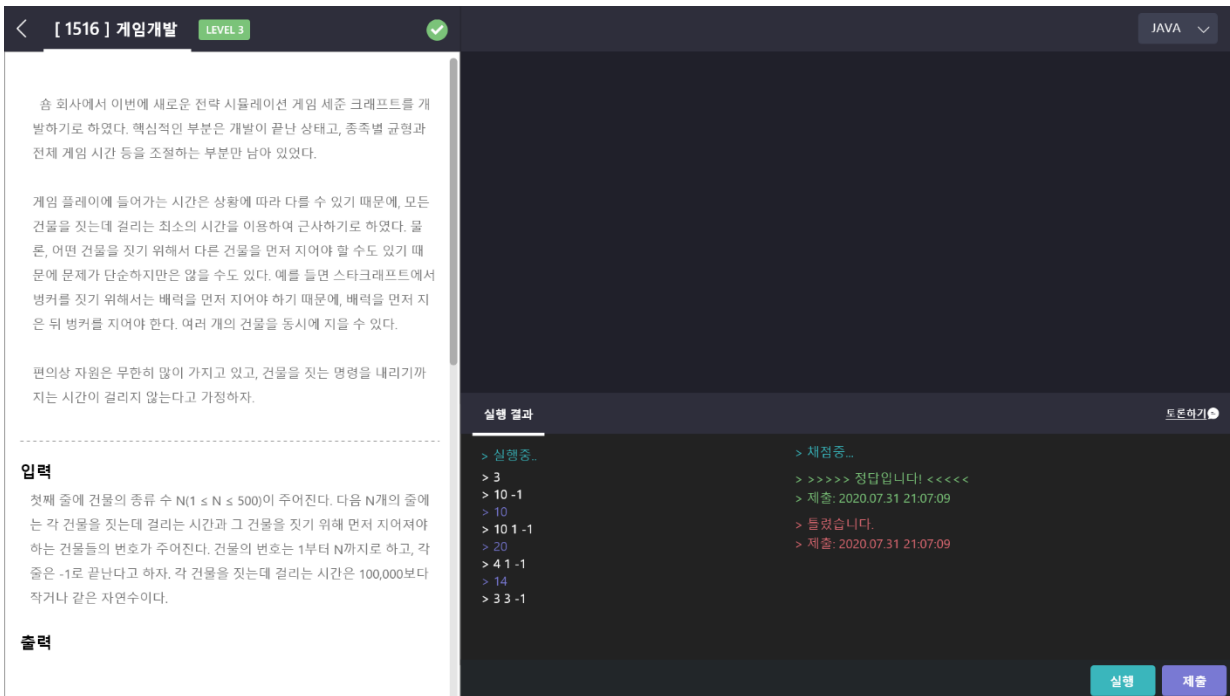 [ 1516 ] 게임개발 LEVEL 3
JAVA
숌 회사에서 이번에 새로운 전략 시뮬레이션 게임 세준 크래프트를 개
발하기로 하였다. 핵심적인 부분은 개발이 끝난 상태고, 종족별 균형과
전체 게임 시간 등을 조절하는 부분만 남아 있었다.
게임 플레이에 들어가는 시간은 상황에 따라 다를 수 있기 때문에, 모든
건물을 짓는데 걸리는 최소의 시간을 이용하여 근사하기로 하였다. 물
론, 어떤 건물을 짓기 위해서 다른 건물을 먼저 지어야 할 수도 있기 때
문에 문제가 단순하지만은 않을 수도 있다. 예를 들면 스타크래프트에서
벙커를 짓기 위해서는 배럭을 먼저 지어야 하기 때문에, 배럭을 먼저 지
은 뒤 벙커를 지어야 한다. 여러 개의 건물을 동시에 지을 수 있다.
편의상 자원은 무한히 많이 가지고 있고, 건물을 짓는 명령을 내리기까
지는 시간이 걸리지 않는다고 가정하자.
입력
첫째 줄에 건물의 종류 수 N(1 ≤ N ≤ 500)이 주어진다. 다음 N개의 줄에
는 각 건물을 짓는데 걸리는 시간과 그 건물을 짓기 위해 먼저 지어져야
하는 건물들의 번호가 주어진다. 건물의 번호는 1부터 N까지로 하고, 각
줄은 -1로 끝난다고 하자. 각 건물을 짓는데 걸리는 시간은 100,000보다
작거나 같은 자연수이다.
출력
실행 결과
토론하기
> 실행중..
> 3
> 10 -1
> 10
> 10 1 -1
> 20
> 4 1 -1
> 14
> 3 3 -1
> 채점중...
> >>>>> 정답입니다! <<<<<
> 제출: 2020.07.31 21:07:09
> 틀렸습니다.
> 제출: 2020.07.31 21:07:09
실행
제출